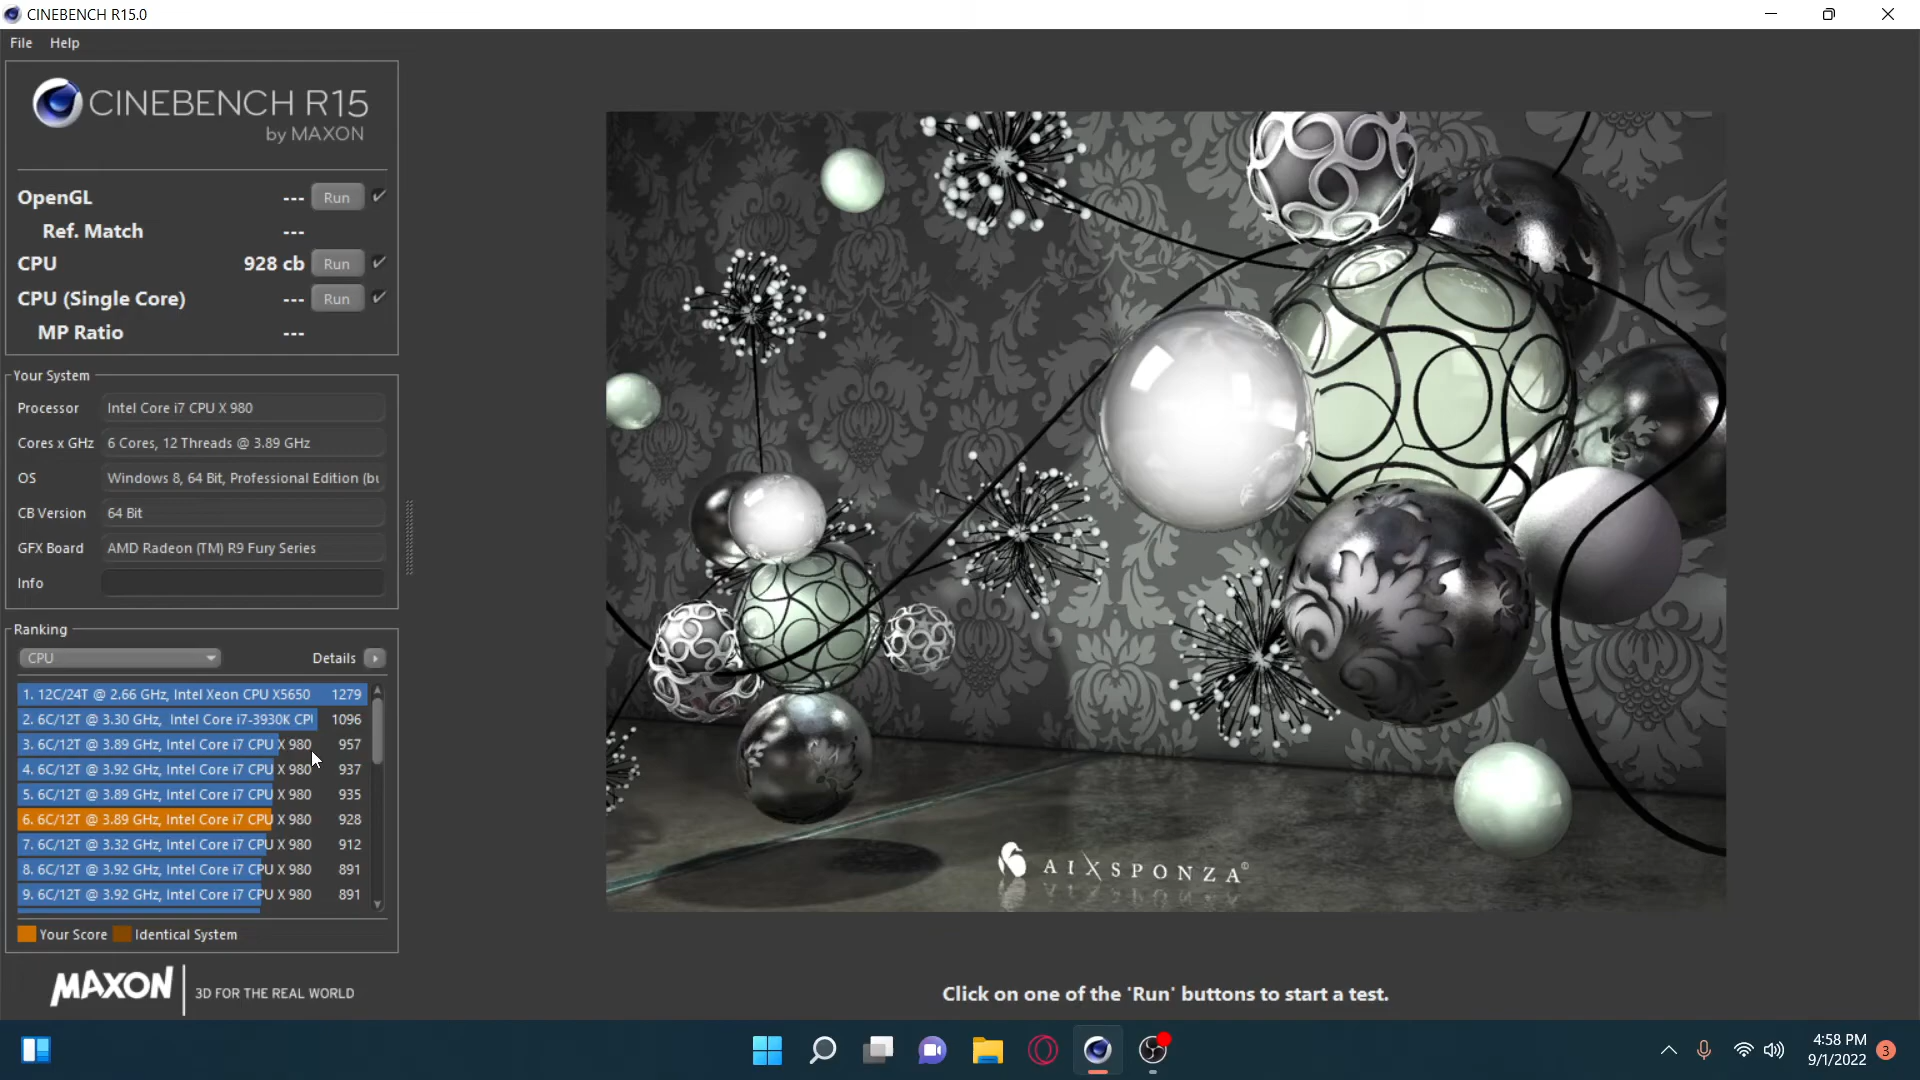 CINEBENCH R15.0
File Help
CINEBENCH R15
by MAXON
OpenGL --- Run
Ref. Match ---
CPU 928 cb Run
CPU (Single Core) --- Run
MP Ratio ---
Your System
Processor Intel Core i7 CPU X 980
Cores x GHz 6 Cores, 12 Threads @ 3.89 GHz
OS Windows 8, 64 Bit, Professional Edition (bu
CB Version 64 Bit
GFX Board AMD Radeon (TM) R9 Fury Series
Info
Ranking
CPU Details
1. 12C/24T @ 2.66 GHz, Intel Xeon CPU X5650 1279
2. 6C/12T @ 3.30 GHz, Intel Core i7-3930K CPU 1096
3. 6C/12T @ 3.89 GHz, Intel Core i7 CPU X 980 957
4. 6C/12T @ 3.92 GHz, Intel Core i7 CPU X 980 937
5. 6C/12T @ 3.89 GHz, Intel Core i7 CPU X 980 935
6. 6C/12T @ 3.89 GHz, Intel Core i7 CPU X 980 928
7. 6C/12T @ 3.32 GHz, Intel Core i7 CPU X 980 912
8. 6C/12T @ 3.92 GHz, Intel Core i7 CPU X 980 891
9. 6C/12T @ 3.92 GHz, Intel Core i7 CPU X 980 891
Your Score Identical System
MAXON 3D FOR THE REAL WORLD
AIXSPONZA®
Click on one of the 'Run' buttons to start a test.
4:58 PM
9/1/2022 3